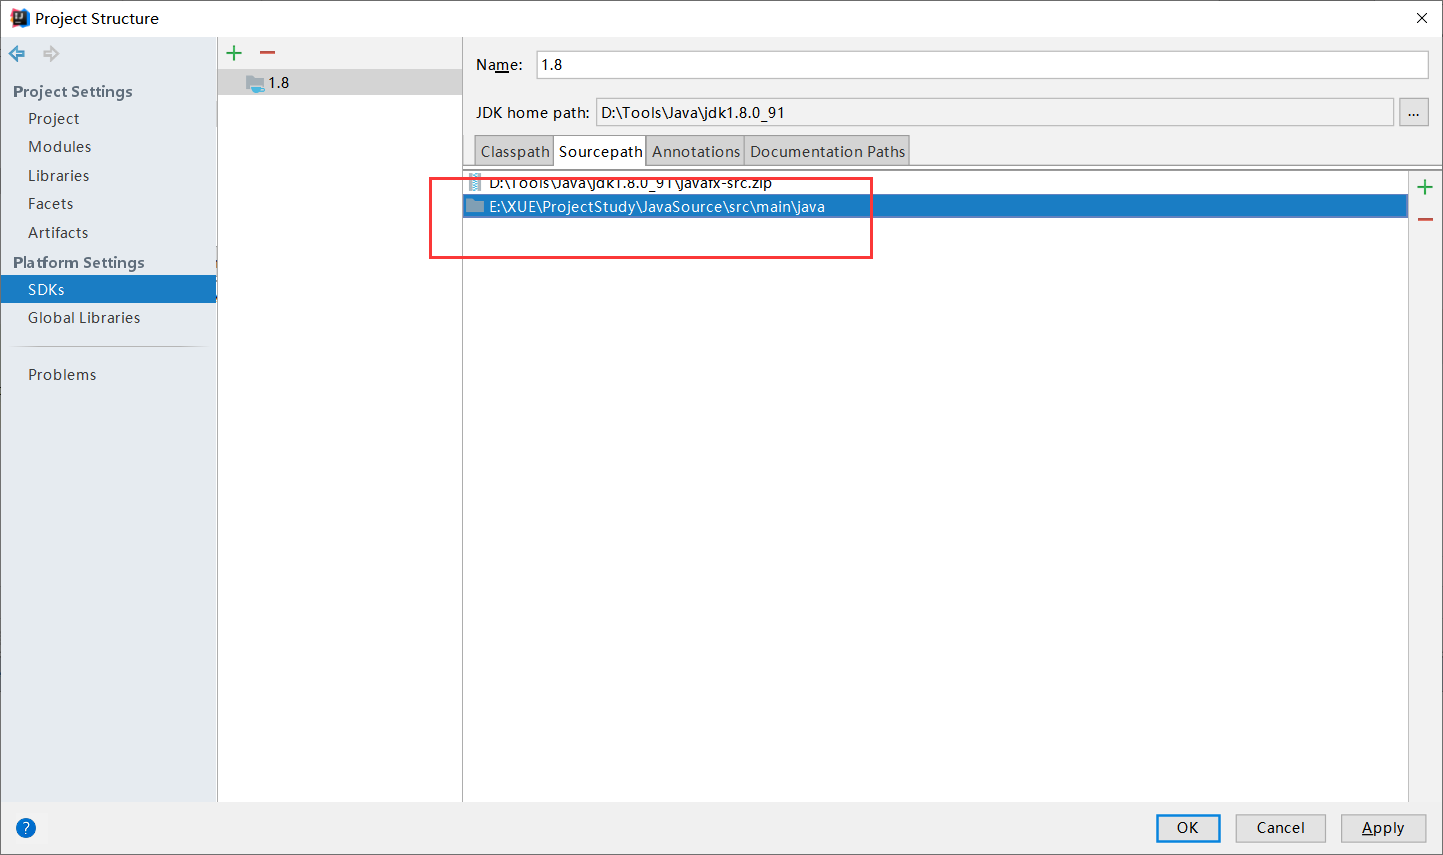 Project Structure
Project Settings
Project
Modules
Libraries
Facets
Artifacts
Platform Settings
SDKs
Global Libraries
Problems
1.8
Name: 1.8
JDK home path: D:\Tools\Java\jdk1.8.0_91 ...
Classpath Sourcepath Annotations Documentation Paths
D:\Tools\Java\jdk1.8.0_91\javafx-src.zip
E:\XUE\ProjectStudy\JavaSource\src\main\java
? OK Cancel Apply